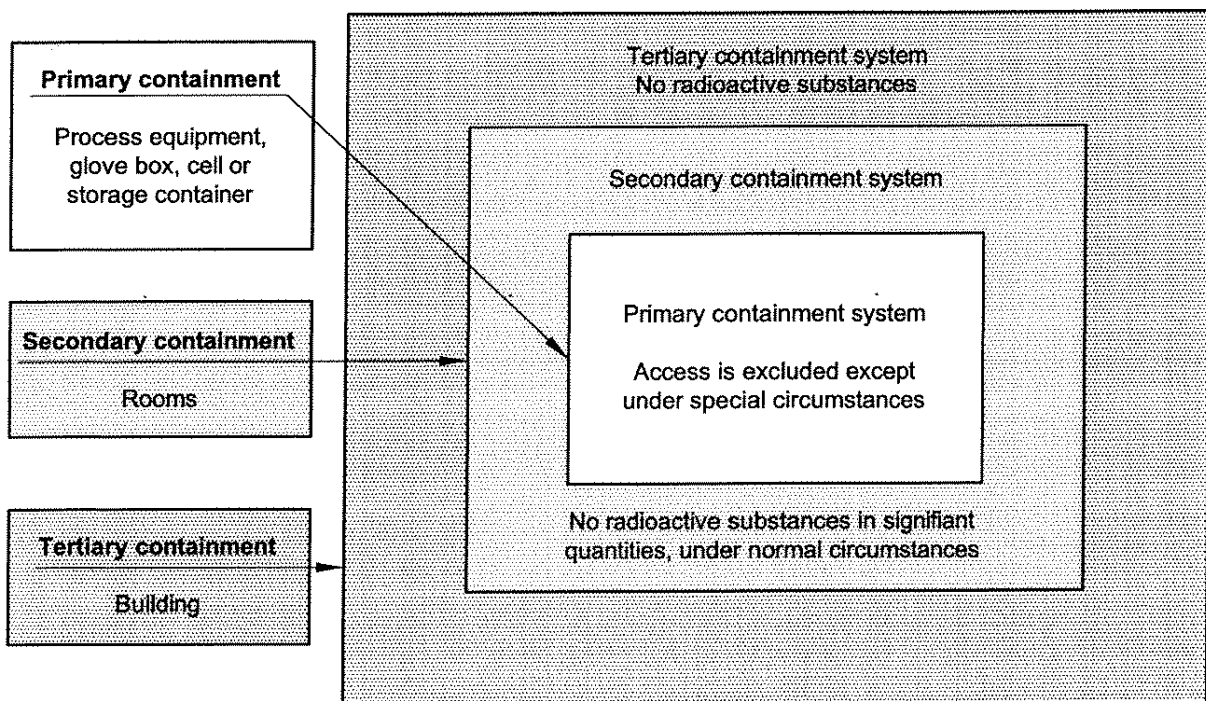 Primary containment
Process equipment,
glove box, cell or
storage container
Secondary containment
Rooms
Tertiary containment
Building
Tertiary containment system
No radioactive substances
Secondary containment system
Primary containment system
Access is excluded except
under special circumstances
No radioactive substances in signifiant
quantities, under normal circumstances